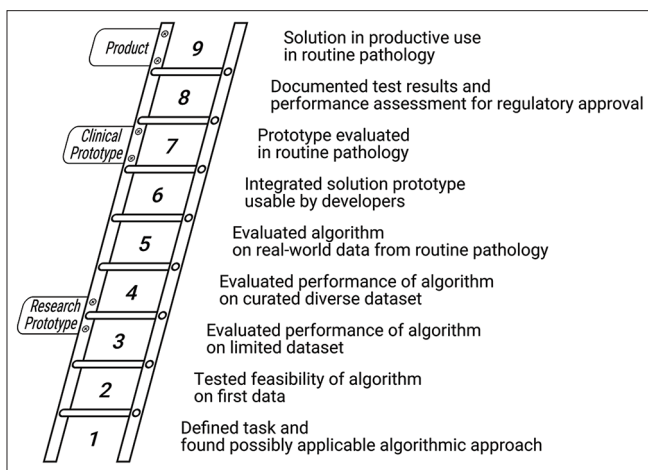 Product
9
Solution in productive use
in routine pathology
8
Documented test results and
performance assessment for regulatory approval
Clinical
Prototype
7
Prototype evaluated
in routine pathology
6
Integrated solution prototype
usable by developers
5
Evaluated algorithm
on real-world data from routine pathology
4
Evaluated performance of algorithm
on curated diverse dataset
Research
Prototype
3
Evaluated performance of algorithm
on limited dataset
2
Tested feasibility of algorithm
on first data
1
Defined task and
found possibly applicable algorithmic approach